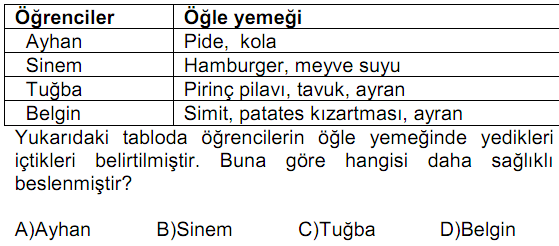 Öğrenciler Öğle yemeği
Ayhan Pide, kola
Sinem Hamburger, meyve suyu
Tuğba Pirinç pilavı, tavuk, ayran
Belgin Simit, patates kızartması, ayran
Yukarıdaki tabloda öğrencilerin öğle yemeğinde yedikleri
içtikleri belirtilmiştir. Buna göre hangisi daha sağlıklı
beslenmiştir?
A)Ayhan B)Sinem C)Tuğba D)Belgin